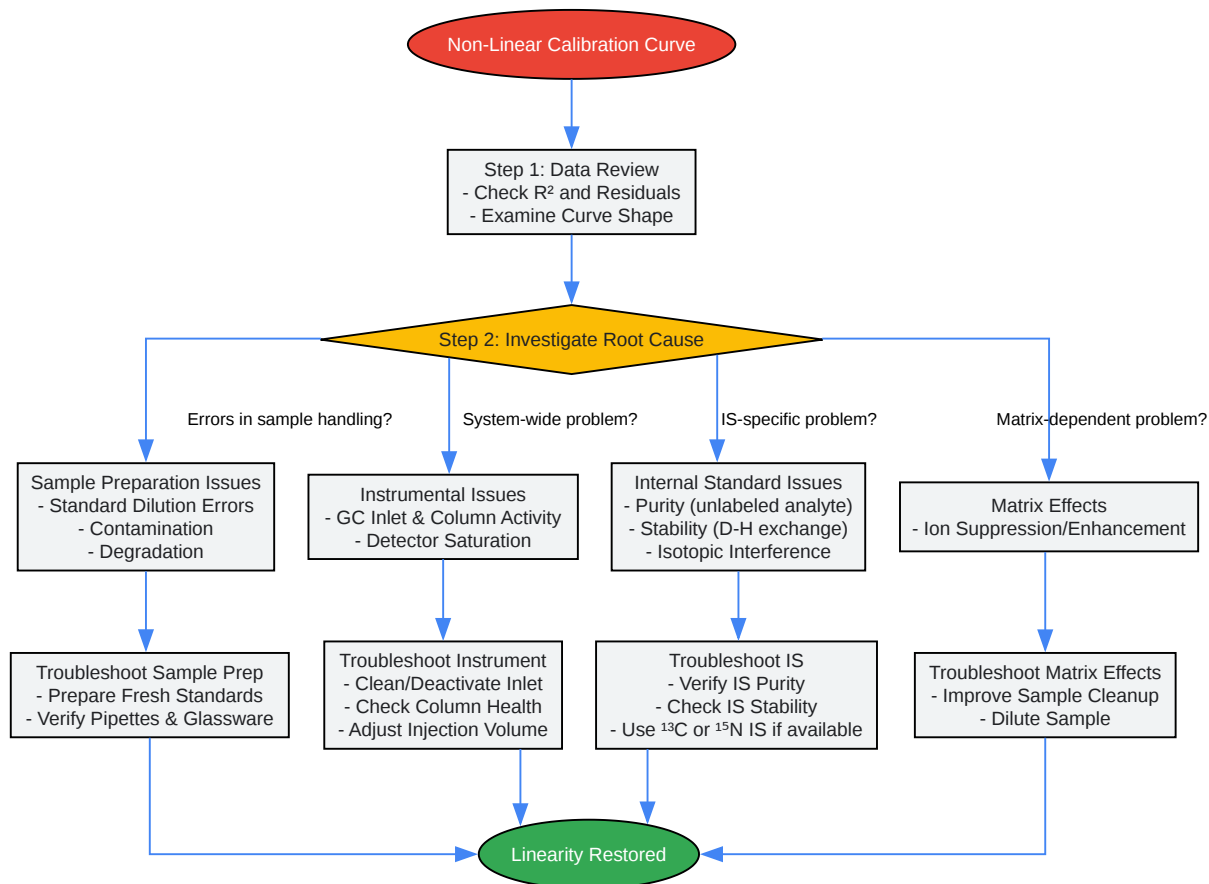 Non-Linear Calibration Curve
Step 1: Data Review
- Check R² and Residuals
- Examine Curve Shape
Step 2: Investigate Root Cause
Errors in sample handling?
System-wide problem?
IS-specific problem?
Matrix-dependent problem?
Sample Preparation Issues
- Standard Dilution Errors
- Contamination
- Degradation
Instrumental Issues
- GC Inlet & Column Activity
- Detector Saturation
Internal Standard Issues
- Purity (unlabeled analyte)
- Stability (D-H exchange)
- Isotopic Interference
Matrix Effects
- Ion Suppression/Enhancement
Troubleshoot Sample Prep
- Prepare Fresh Standards
- Verify Pipettes & Glassware
Troubleshoot Instrument
- Clean/Deactivate Inlet
- Check Column Health
- Adjust Injection Volume
Troubleshoot IS
- Verify IS Purity
- Check IS Stability
- Use ¹³C or ¹⁵N IS if available
Troubleshoot Matrix Effects
- Improve Sample Cleanup
- Dilute Sample
Linearity Restored